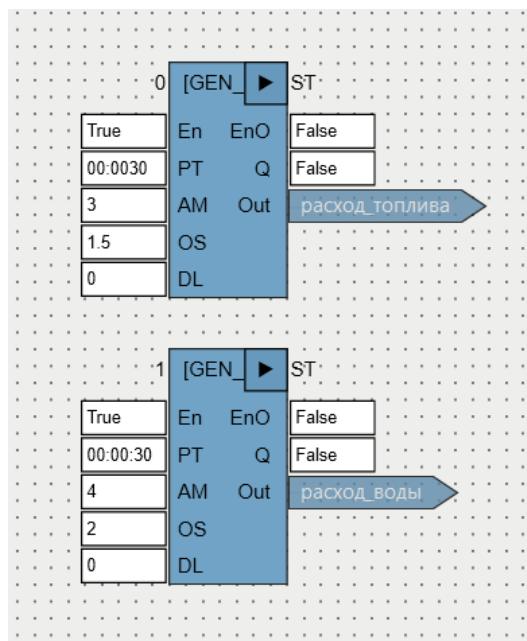 0 [GEN_ ST
True En EnO False
00:0030 PT Q False
3 AM Out расход_топлива
1.5 OS
0 DL
1 [GEN_ ST
True En EnO False
00:00:30 PT Q False
4 AM Out расход_воды
2 OS
0 DL